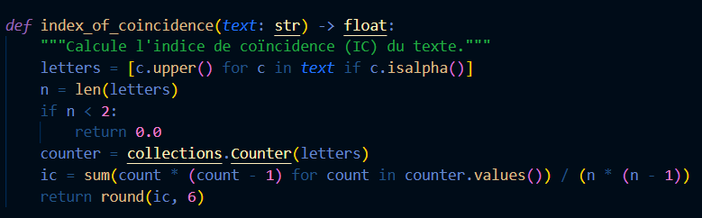 def index_of_coincidence(text: str) -> float:
    """Calcule l'indice de coïncidence (IC) du texte."""
    letters = [c.upper() for c in text if c.isalpha()]
    n = len(letters)
    if n < 2:
        return 0.0
    counter = collections.Counter(letters)
    ic = sum(count * (count - 1) for count in counter.values()) / (n * (n - 1))
    return round(ic, 6)